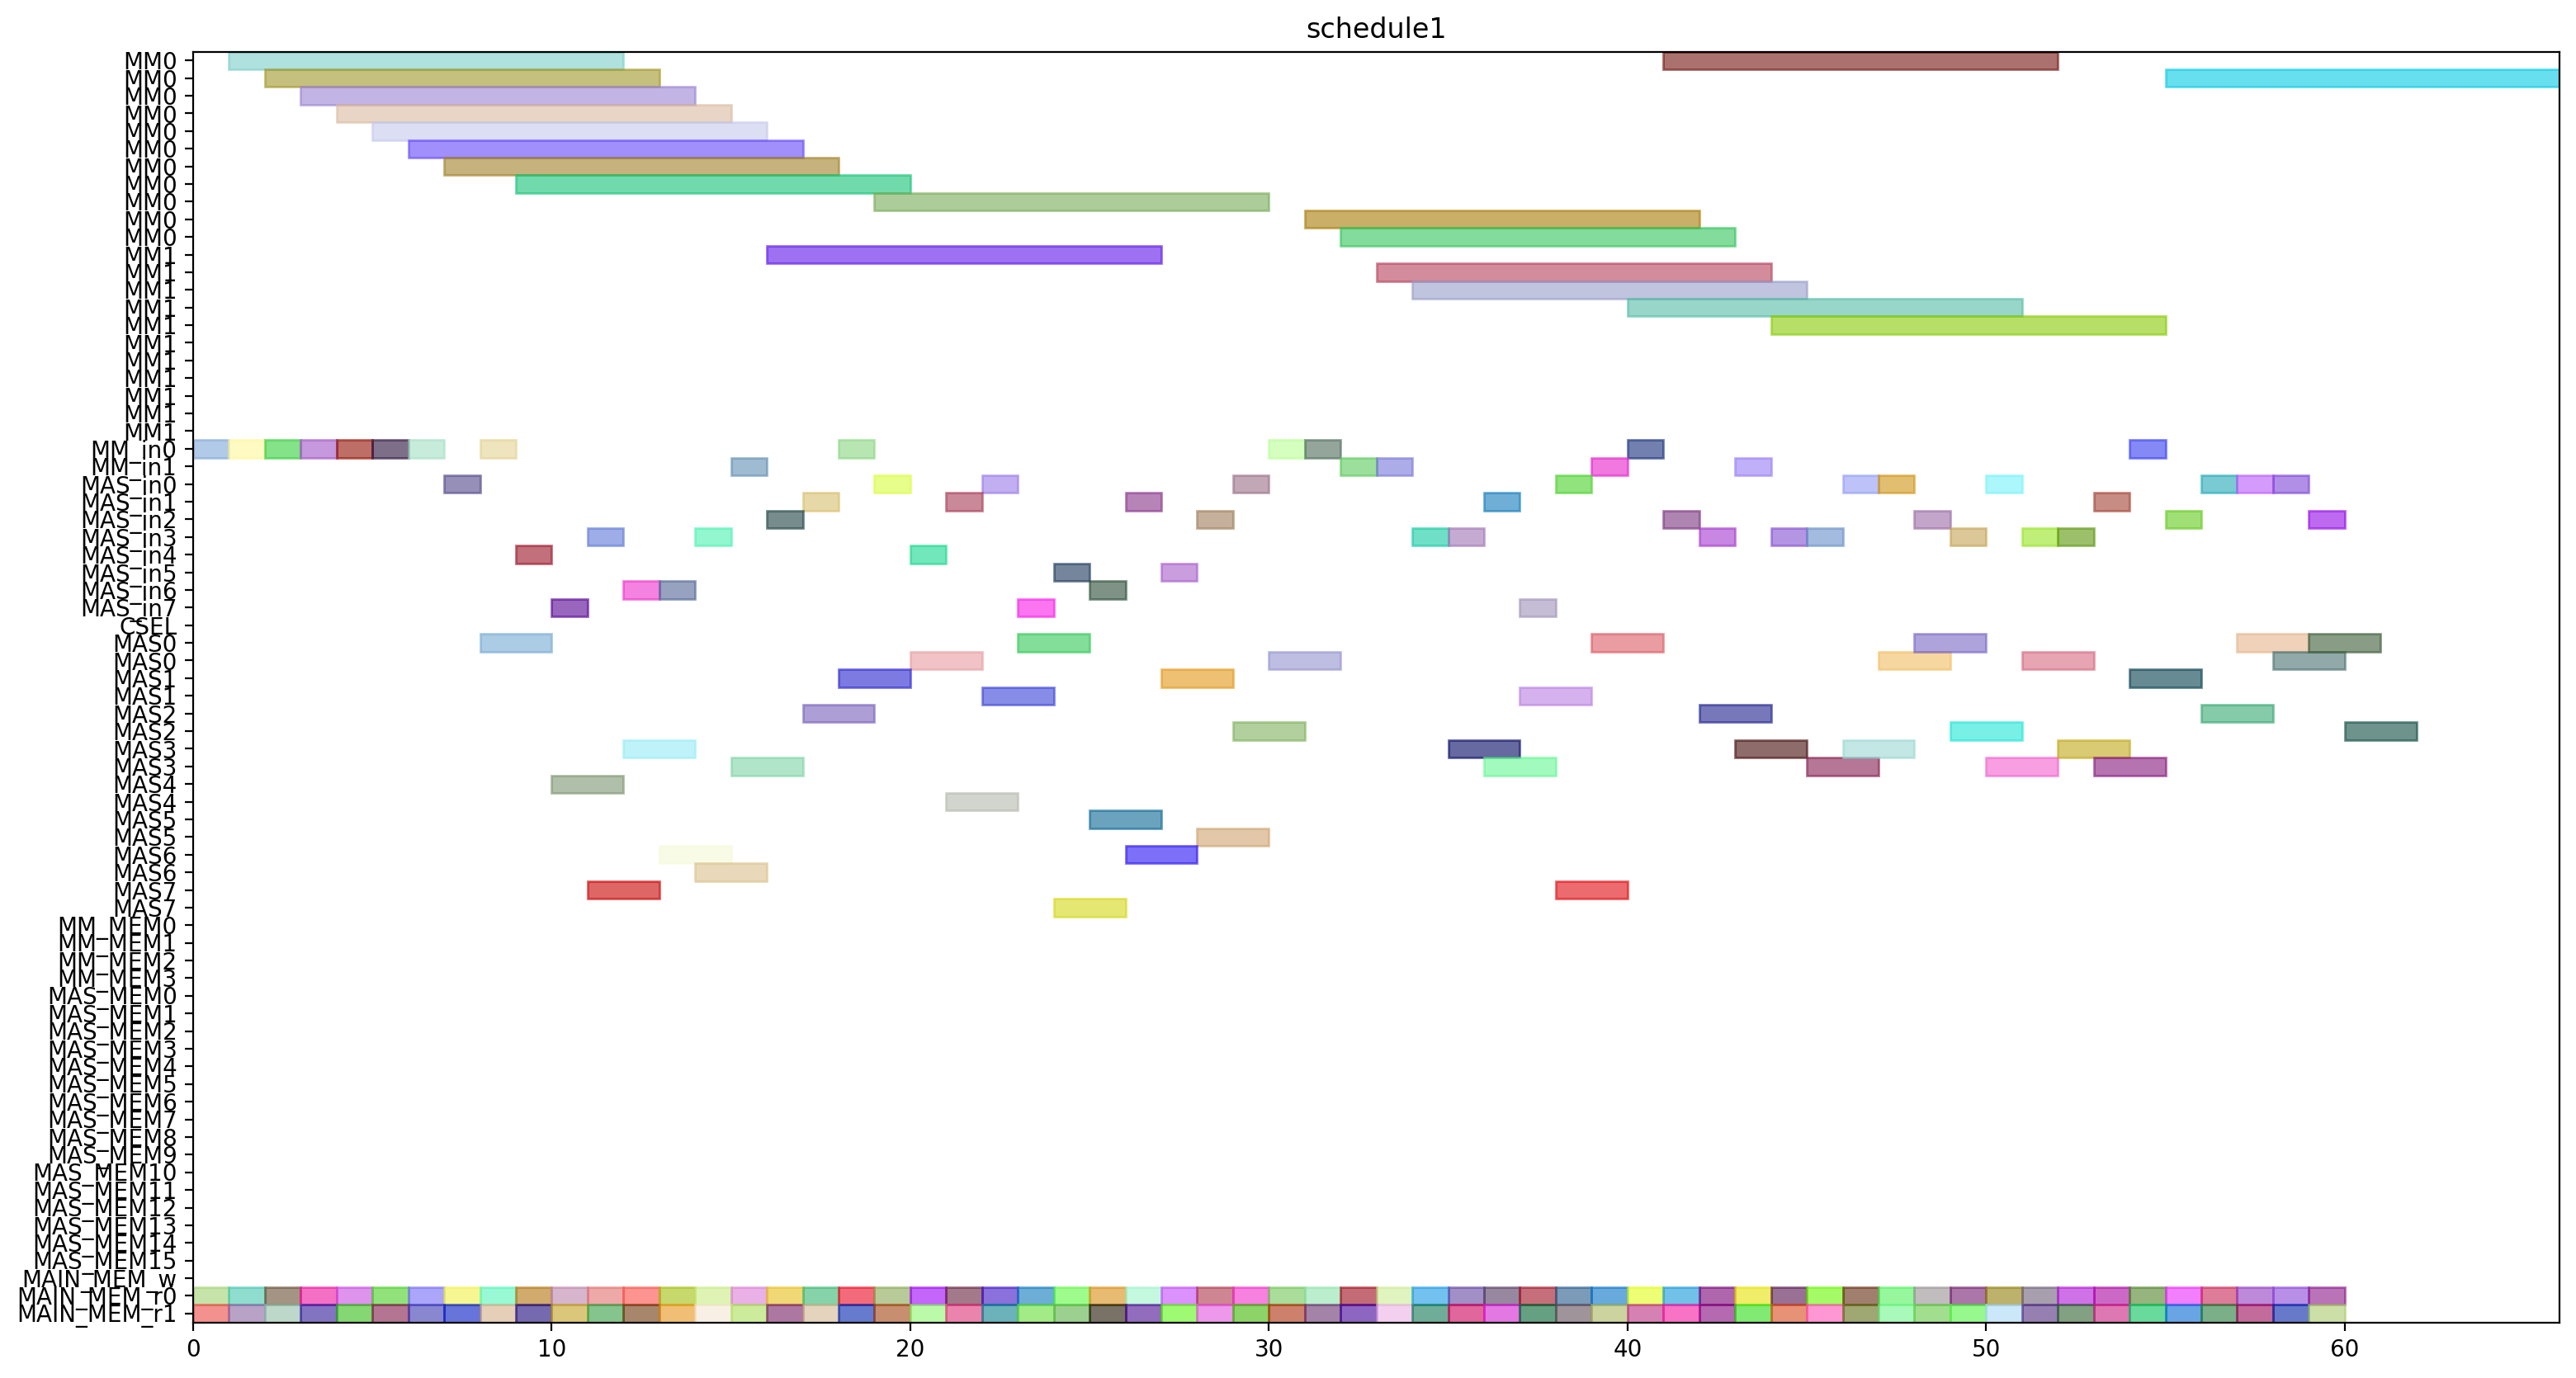 schedule1
MM0
MM0
MM0
MM0
MM0
MM0
MM0
MM0
MM0
MM0
MM0
MM1
MM1
MM1
MM1
MM1
MM1
MM1
MM1
MM1
MM1
MM1
MM_in0
MM_in1
MAS_in0
MAS_in1
MAS_in2
MAS_in3
MAS_in4
MAS_in5
MAS_in6
MAS_in7
CSEL
MAS0
MAS0
MAS1
MAS1
MAS2
MAS2
MAS3
MAS3
MAS4
MAS4
MAS5
MAS5
MAS6
MAS6
MAS7
MAS7
MM_MEM0
MM_MEM1
MM_MEM2
MM_MEM3
MAS_MEM0
MAS_MEM1
MAS_MEM2
MAS_MEM3
MAS_MEM4
MAS_MEM5
MAS_MEM6
MAS_MEM7
MAS_MEM8
MAS_MEM9
MAS_MEM10
MAS_MEM11
MAS_MEM12
MAS_MEM13
MAS_MEM14
MAS_MEM15
MAIN_MEM_w
MAIN_MEM_r0
MAIN_MEM_r1
0 10 20 30 40 50 60